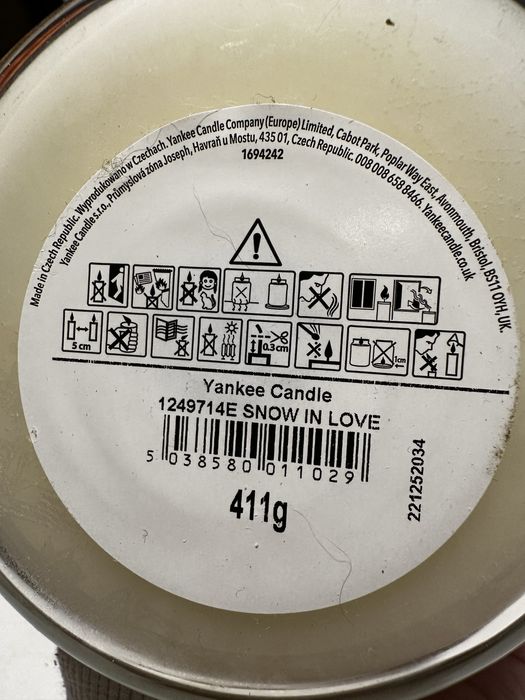 Made in Czech Republic. Wyprodukowano w Czechach. Yankee Candle Company (Europe) Limited, Cabot Park, Poplar Way East, Avonmouth, Bristol, BS11 0YH, UK.
Yankee Candle s.r.o., Průmyslová zóna Joseph, Havraň u Mostu, 435 01, Czech Republic. 008 008 658 8466. Yankeecandle.co.uk
1694242
5 cm
0.3cm
1cm
Yankee Candle
1249714E SNOW IN LOVE
5 038580 011029
411g
221252034